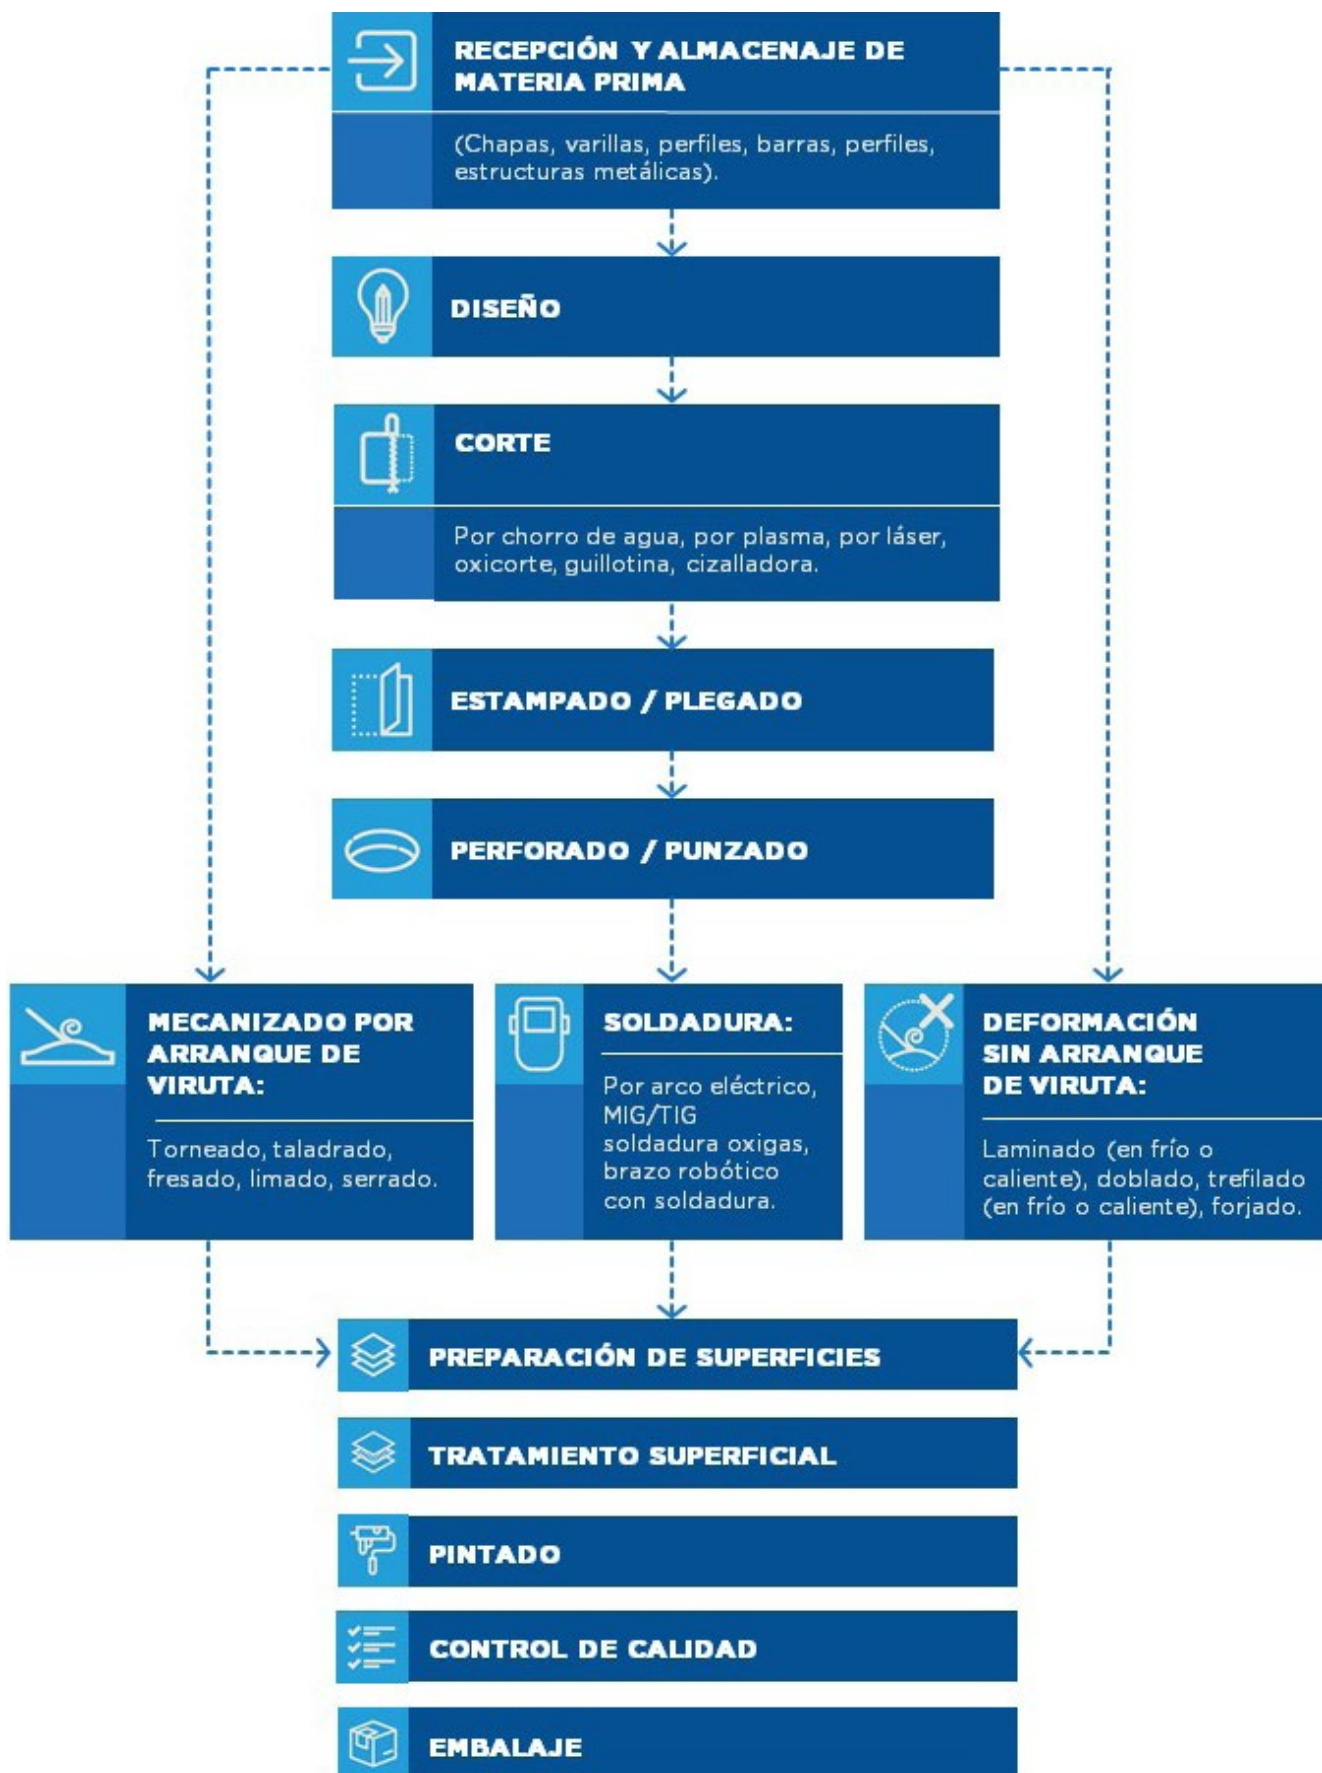 RECEPCIÓN Y ALMACENAJE DE
MATERIA PRIMA
(Chapas, varillas, perfiles, barras, perfiles,
estructuras metálicas).
DISEÑO
CORTE
Por chorro de agua, por plasma, por láser,
oxicorte, guillotina, cizalladora.
ESTAMPADO / PLEGADO
PERFORADO / PUNZADO
MECANIZADO POR
ARRANQUE DE
VIRUTA:
Torneado, taladrado,
fresado, limado, serrado.
SOLDADURA:
Por arco eléctrico,
MIG/TIG
soldadura oxigas,
brazo robótico
con soldadura.
DEFORMACIÓN
SIN ARRANQUE
DE VIRUTA:
Laminado (en frío o
caliente), doblado, trefilado
(en frío o caliente), forjado.
PREPARACIÓN DE SUPERFICIES
TRATAMIENTO SUPERFICIAL
PINTADO
CONTROL DE CALIDAD
EMBALAJE